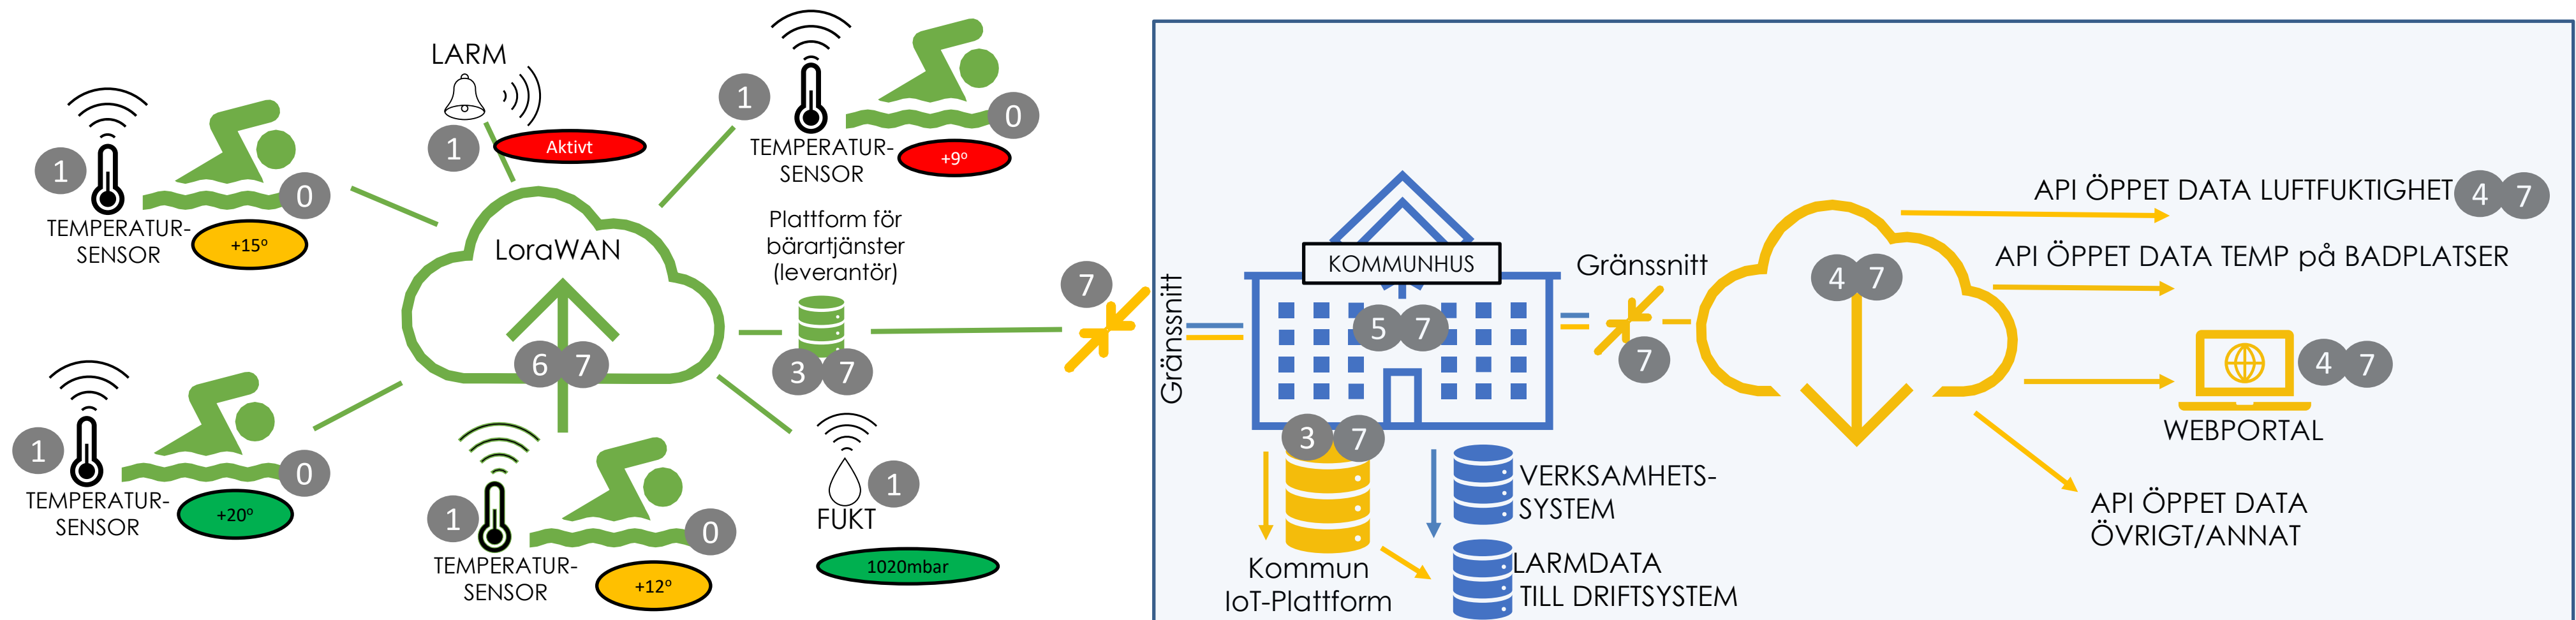 LARM
1
Aktivt
1
0
TEMPERATUR-
SENSOR
+9º
1
0
TEMPERATUR-
SENSOR
+15º
LoraWAN
6 7
Plattform för
bärartjänster
(leverantör)
3 7
1
0
TEMPERATUR-
SENSOR
+20º
1
0
TEMPERATUR-
SENSOR
+12º
1
FUKT
1020mbar
7
Gränssnitt
KOMMUNHUS
5 7
3 7
Kommun
IoT-Plattform
VERKSAMHETS-
SYSTEM
LARMDATA
TILL DRIFTSYSTEM
Gränssnitt
7
4 7
API ÖPPET DATA LUFTFUKTIGHET 4 7
API ÖPPET DATA TEMP på BADPLATSER
4 7
WEBPORTAL
API ÖPPET DATA
ÖVRIGT/ANNAT